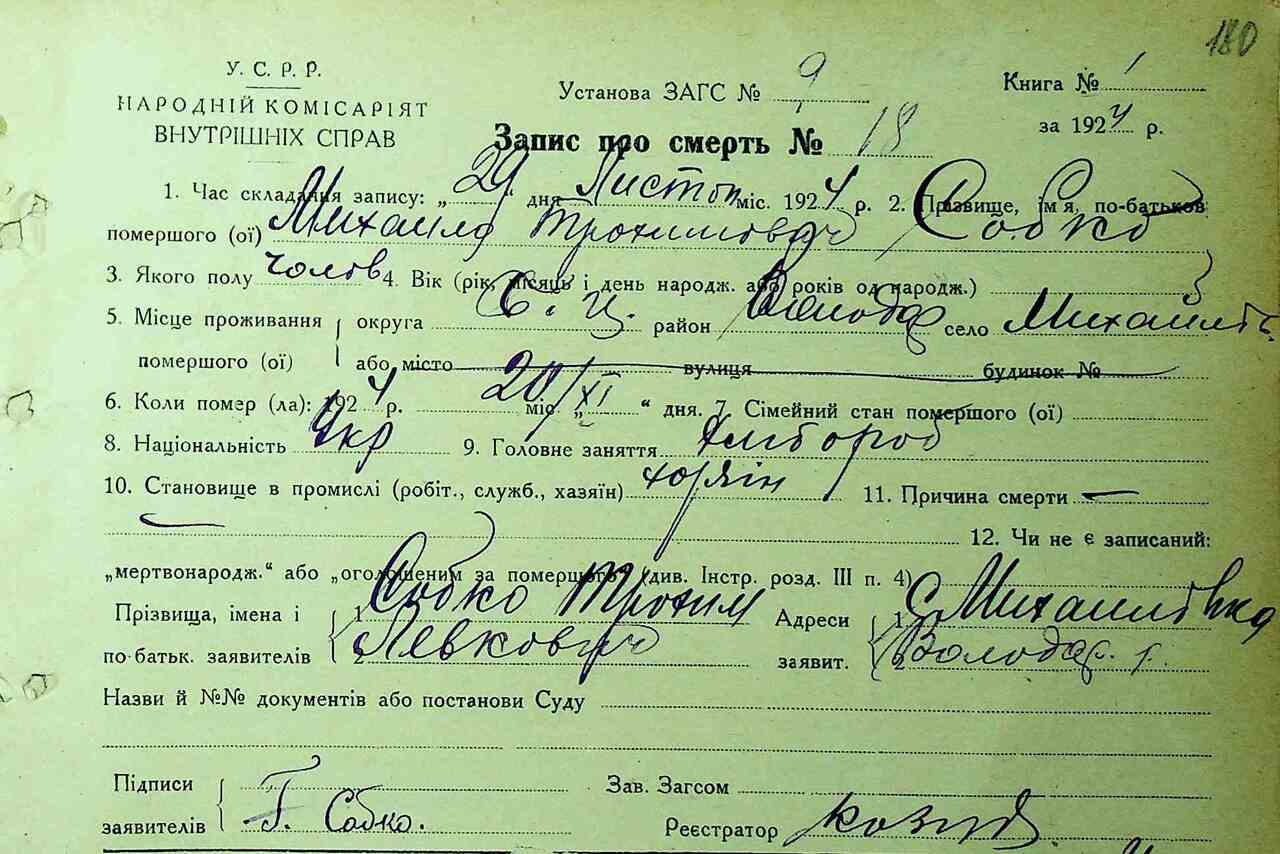 180
У. С. Р. Р.
НАРОДНІЙ КОМІСАРІЯТ
ВНУТРІШНІХ СПРАВ
Установа ЗАГС № 9
Книга № 1
за 1924 р.
Запис про смерть № 18
1. Час складання запису: „29“ дня Листоп міс. 1924 р. 2. Прізвище, ім'я, по-батьков Собко
помершого (ої) Михайло Трохимович
3. Якого полу чолов 4. Вік (рік, місяць і день народж. або років од народж.) 3
5. Місце проживання округа Б. Ц. район Володар село Михайлів.
помершого (ої) або місто вулиця будинок №
6. Коли помер (ла): 1924 р. 20/XI міс. „ “ дня. 7. Сімейний стан помершого (ої)
8. Національність Укр 9. Головне заняття хлібороб
10. Становище в промислі (робіт., служб., хазяїн) хазяїн 11. Причина смерти —
12. Чи не є записаний:
„мертвонародж.“ або „оголошеним за помершого“ (див. Інстр. розд. III п. 4)
Прізвища, імена і 1 Собко Трохим Адреси 1 с Михайлівка
по-батьк. заявителів 2 Левкович заявит. 2 Володар. р.
Назви й №№ документів або постанови Суду
Підписи Зав. Загсом
заявителів Т. Собко. Реєстратор